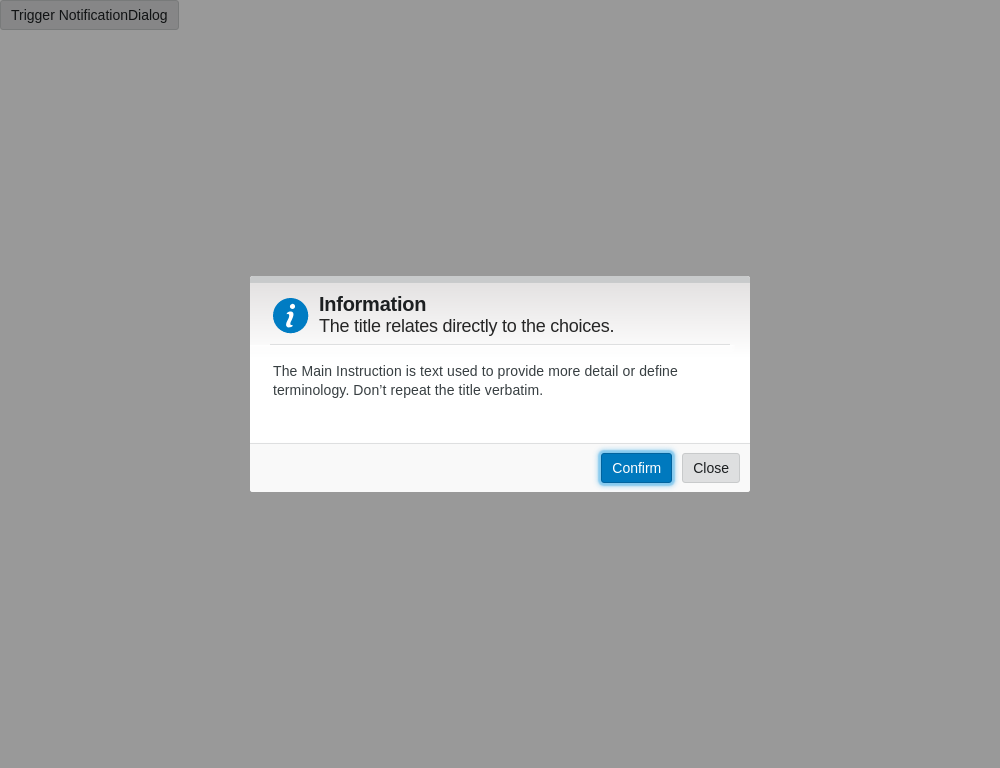 Trigger NotificationDialog
Information
The title relates directly to the choices.
The Main Instruction is text used to provide more detail or define
terminology. Don’t repeat the title verbatim.
Confirm Close